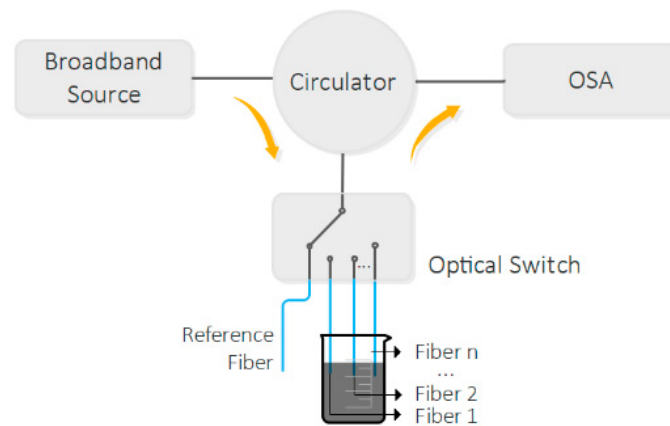 Broadband
Source
Circulator
OSA
...
Optical Switch
Reference
Fiber
Fiber n
...
Fiber 2
Fiber 1